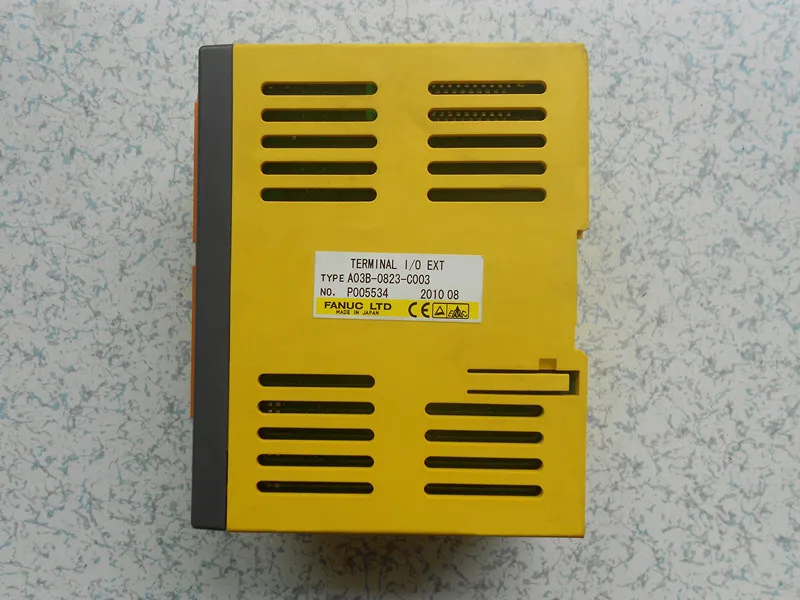 TERMINAL I/O EXT
TYPE A03B-0823-C003
NO. P005534 2010 08
FANUC LTD
MADE IN JAPAN
CE